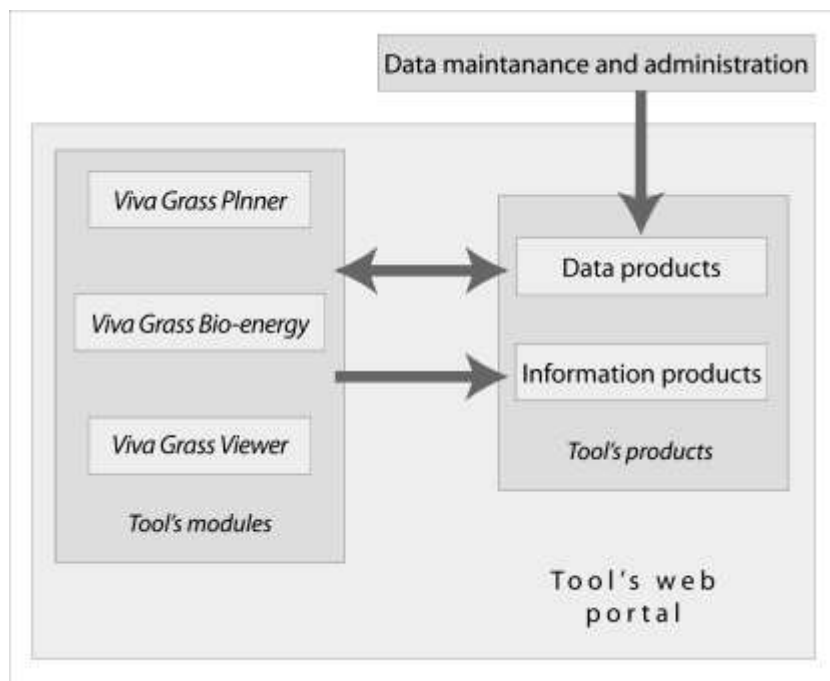 Data maintanance and administration
Viva Grass Plnner
Viva Grass Bio-energy
Viva Grass Viewer
Tool's modules
Data products
Information products
Tool's products
Tool's web
portal